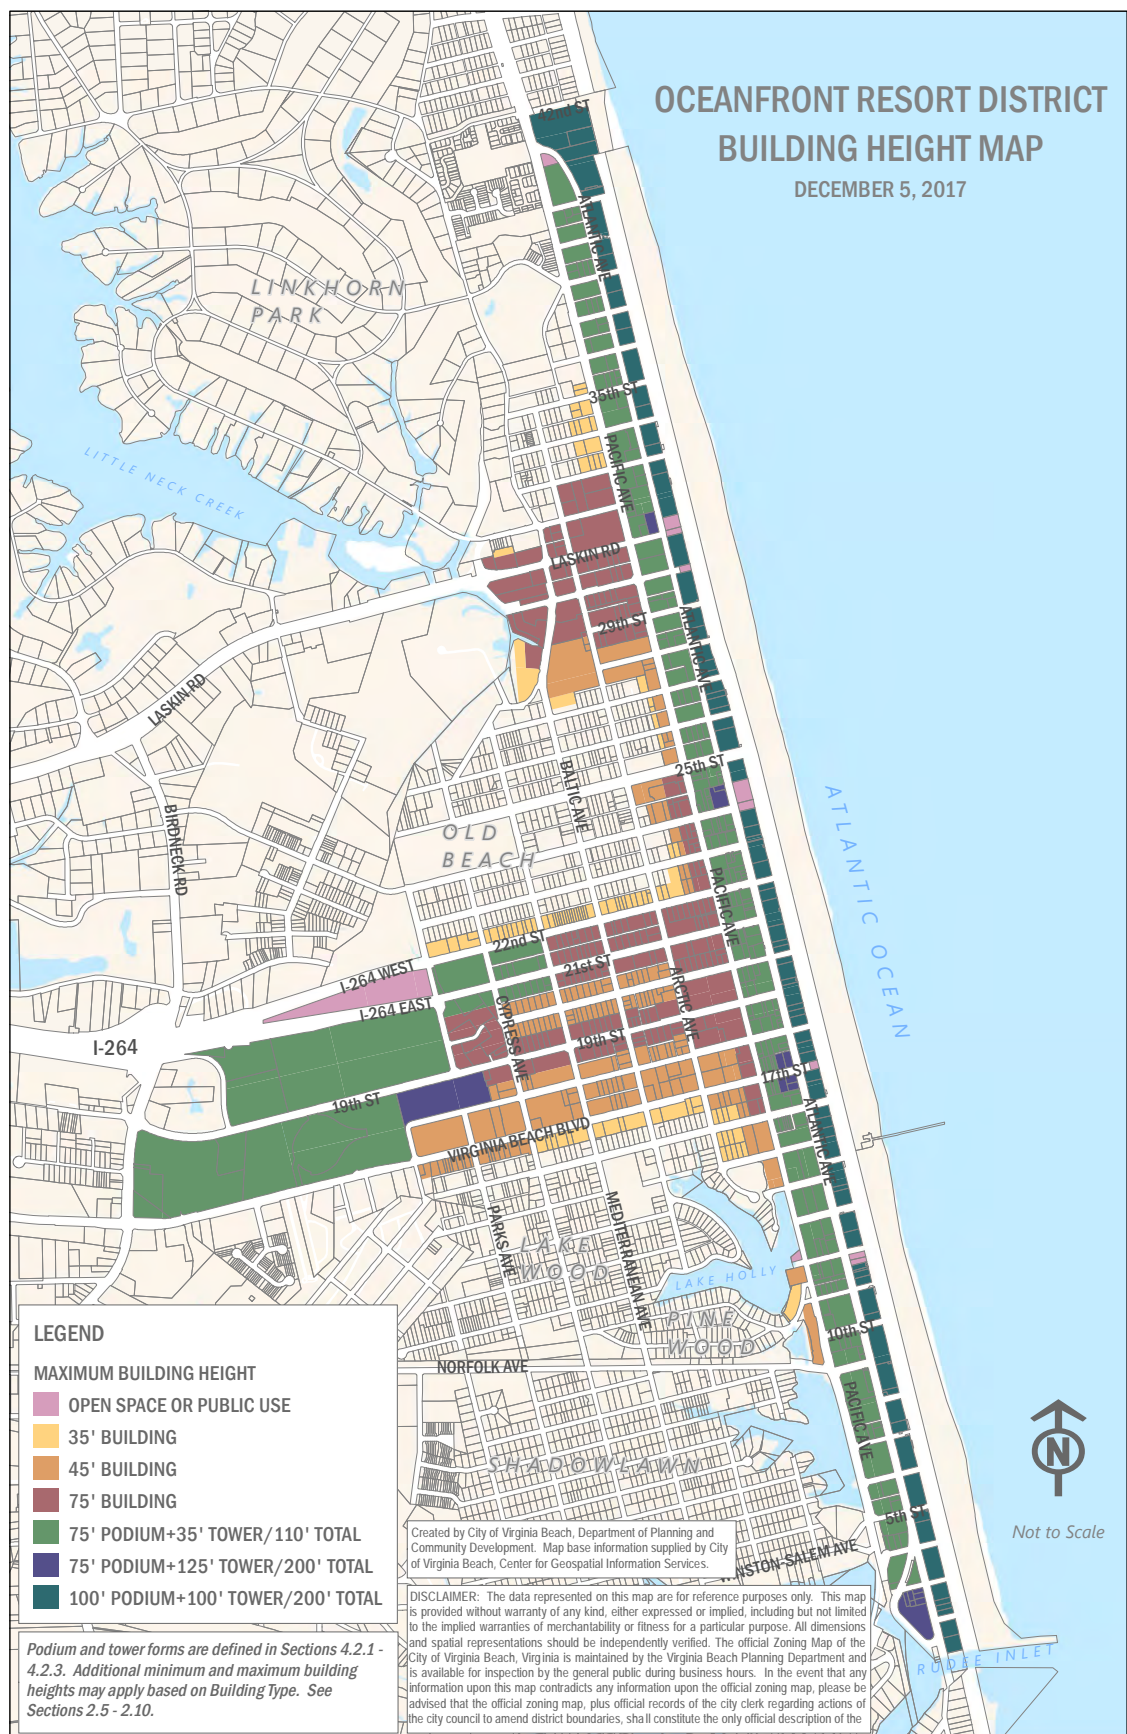 OCEANFRONT RESORT DISTRICT
BUILDING HEIGHT MAP
DECEMBER 5, 2017
42nd ST
ATLANTIC AVE
LINKHORN
PARK
35th ST
PACIFIC AVE
LITTLE NECK CREEK
LASKIN RD
29th ST
ATLANTIC AVE
LASKIN RD
25th ST
BALTIC AVE
ATLANTIC OCEAN
BIRDNECK RD
OLD
BEACH
PACIFIC AVE
22nd ST
21st ST
I-264 WEST
ARCTIC AVE
I-264 EAST
CYPRESS AVE
I-264
19th ST
17th ST
19th ST
ATLANTIC AVE
VIRGINIA BEACH BLVD
PARKS AVE
MEDITERRANEAN AVE
LAKE
WOOD
LAKE HOLLY
PINE
WOOD
10th ST
NORFOLK AVE
PACIFIC AVE
SHADOWLAWN
5th ST
WINSTON-SALEM AVE
RUDEE INLET
LEGEND
MAXIMUM BUILDING HEIGHT
OPEN SPACE OR PUBLIC USE
35' BUILDING
45' BUILDING
75' BUILDING
75' PODIUM+35' TOWER/110' TOTAL
75' PODIUM+125' TOWER/200' TOTAL
100' PODIUM+100' TOWER/200' TOTAL
Podium and tower forms are defined in Sections 4.2.1 -
4.2.3. Additional minimum and maximum building
heights may apply based on Building Type. See
Sections 2.5 - 2.10.
Created by City of Virginia Beach, Department of Planning and
Community Development. Map base information supplied by City
of Virginia Beach, Center for Geospatial Information Services.
DISCLAIMER: The data represented on this map are for reference purposes only. This map
is provided without warranty of any kind, either expressed or implied, including but not limited
to the implied warranties of merchantability or fitness for a particular purpose. All dimensions
and spatial representations should be independently verified. The official Zoning Map of the
City of Virginia Beach, Virginia is maintained by the Virginia Beach Planning Department and
is available for inspection by the general public during business hours. In the event that any
information upon this map contradicts any information upon the official zoning map, please be
advised that the official zoning map, plus official records of the city clerk regarding actions of
the city council to amend district boundaries, shall constitute the only official description of the
N
Not to Scale